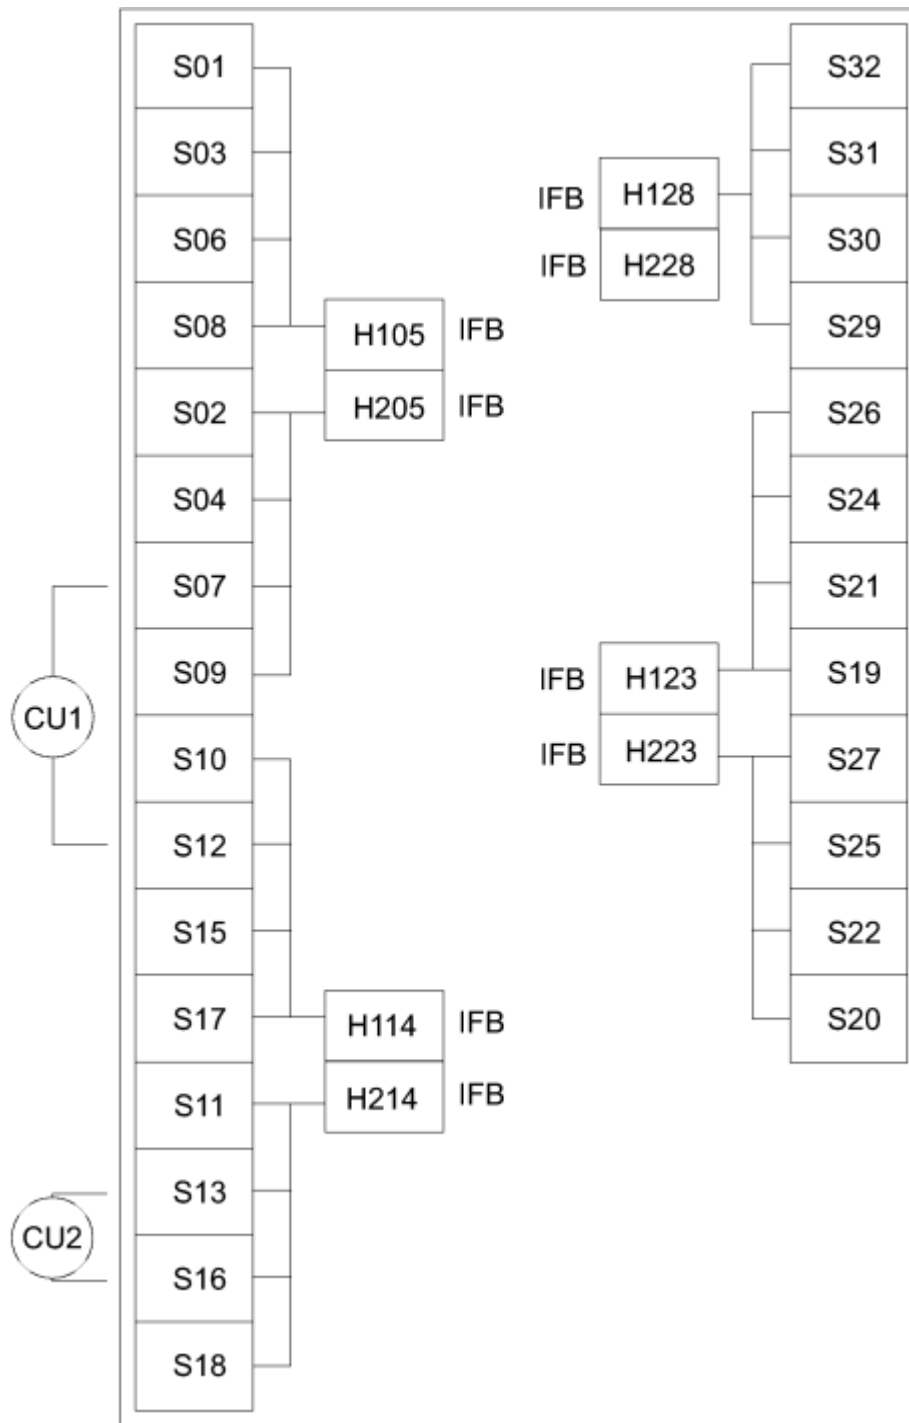 S01
S32
S03
S31
IFB H128
S06
S30
IFB H228
S08
H105 IFB
S29
S02
H205 IFB
S26
S04
S24
S07
S21
S09
IFB H123
S19
CU1
S10
IFB H223
S27
S12
S25
S15
S22
S17
H114 IFB
S20
S11
H214 IFB
S13
CU2
S16
S18